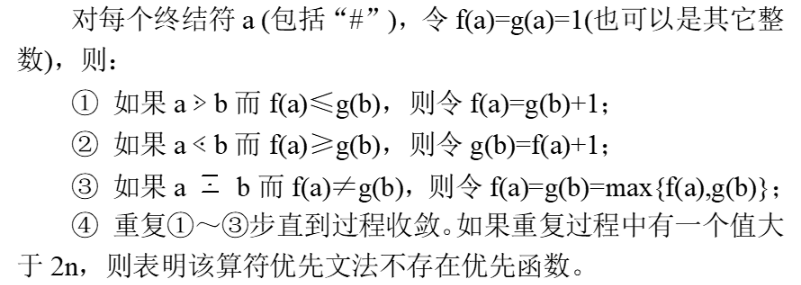 对每个终结符 a (包括“#”)，令 f(a)=g(a)=1(也可以是其它整
数)，则：
① 如果 a ⋗ b 而 f(a)≤g(b)，则令 f(a)=g(b)+1；
② 如果 a ⋖ b 而 f(a)≥g(b)，则令 g(b)=f(a)+1；
③ 如果 a ≖ b 而 f(a)≠g(b)，则令 f(a)=g(b)=max{f(a),g(b)}；
④ 重复①～③步直到过程收敛。如果重复过程中有一个值大
于 2n，则表明该算符优先文法不存在优先函数。